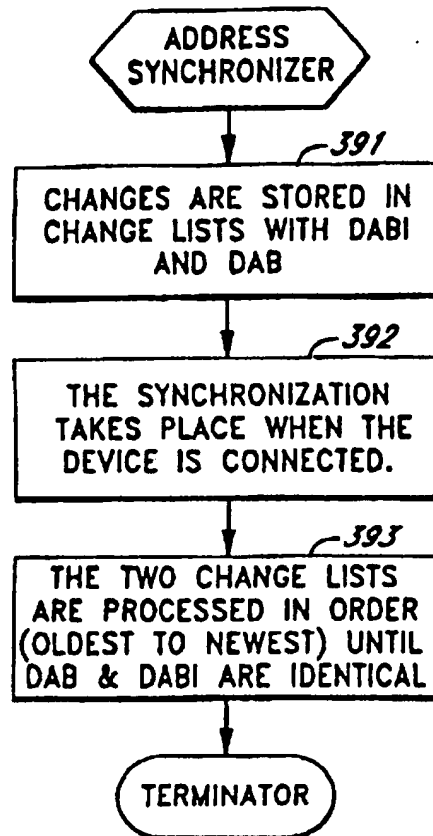 ADDRESS
SYNCHRONIZER
391
CHANGES ARE STORED IN
CHANGE LISTS WITH DABI
AND DAB
392
THE SYNCHRONIZATION
TAKES PLACE WHEN THE
DEVICE IS CONNECTED.
393
THE TWO CHANGE LISTS
ARE PROCESSED IN ORDER
(OLDEST TO NEWEST) UNTIL
DAB & DABI ARE IDENTICAL
TERMINATOR